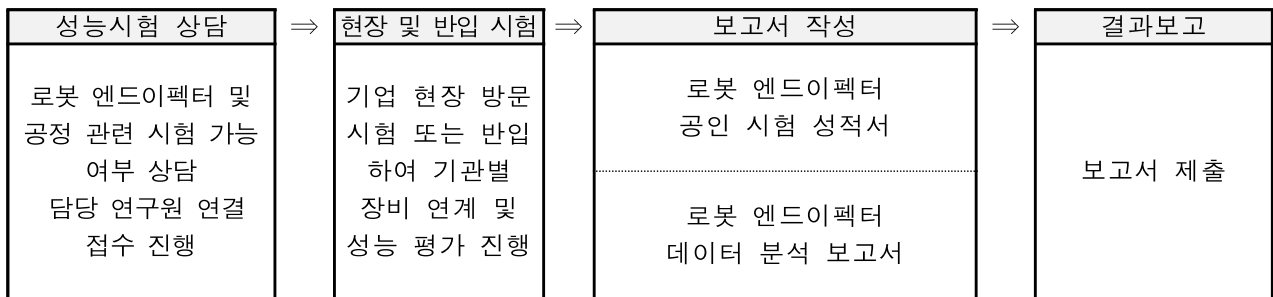 성능시험 상담
⇒
현장 및 반입 시험
⇒
보고서 작성
⇒
결과보고
로봇 엔드이펙터 및
공정 관련 시험 가능
여부 상담
담당 연구원 연결
접수 진행
기업 현장 방문
시험 또는 반입
하여 기관별
장비 연계 및
성능 평가 진행
로봇 엔드이펙터
공인 시험 성적서
로봇 엔드이펙터
데이터 분석 보고서
보고서 제출